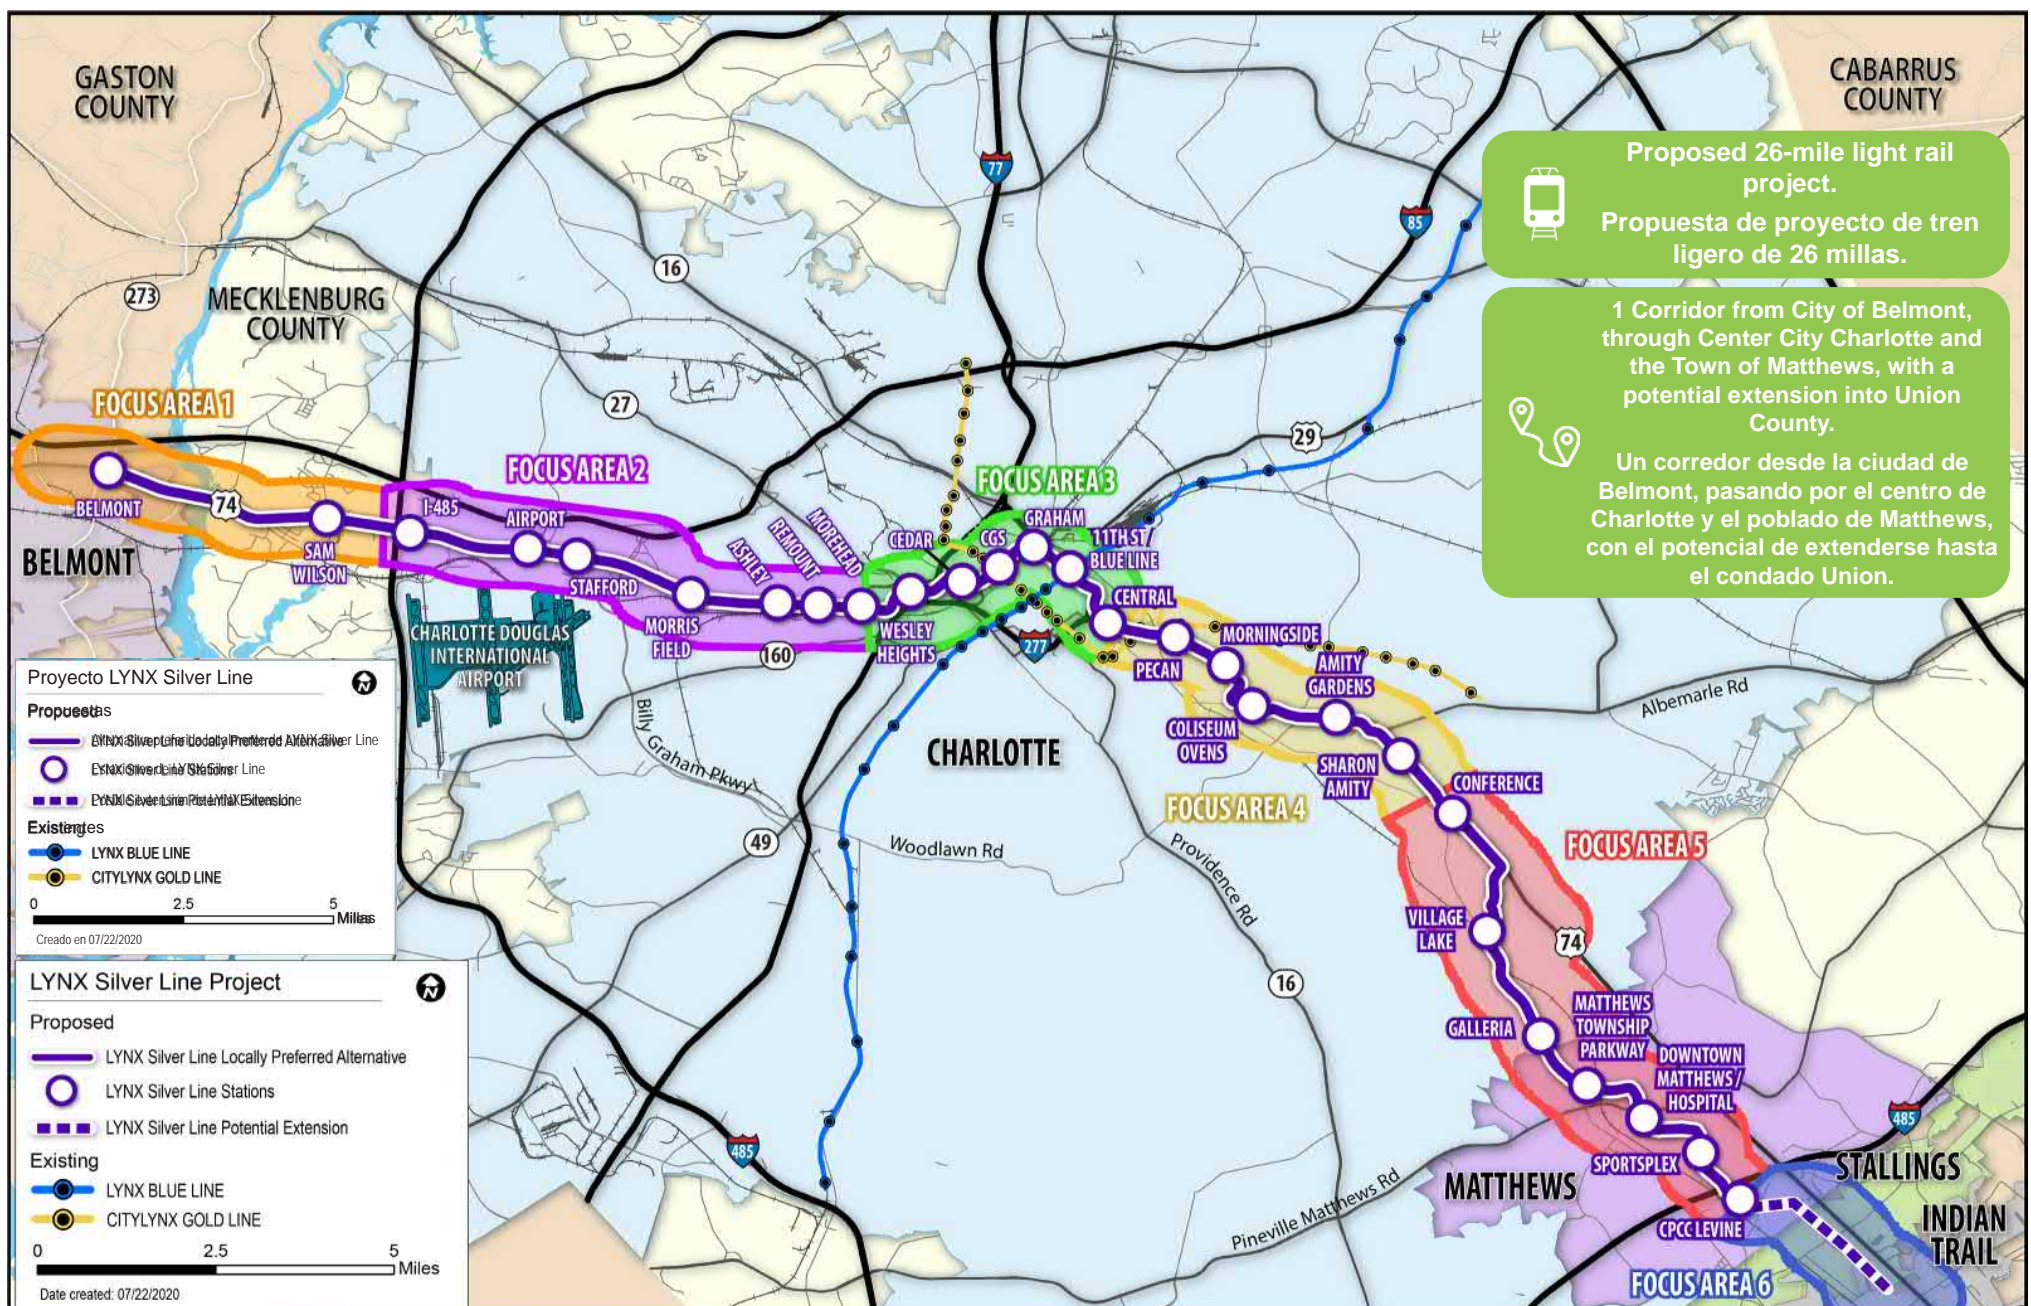 GASTON
COUNTY
CABARRUS
COUNTY
Proposed 26-mile light rail
project.
Propuesta de proyecto de tren
ligero de 26 millas.
1 Corridor from City of Belmont,
through Center City Charlotte and
the Town of Matthews, with a
potential extension into Union
County.
Un corredor desde la ciudad de
Belmont, pasando por el centro de
Charlotte y el poblado de Matthews,
con el potencial de extenderse hasta
el condado Union.
77
85
16
273
MECKLENBURG
COUNTY
27
29
FOCUS AREA 1
FOCUS AREA 2
FOCUS AREA 3
BELMONT
74
SAM
WILSON
I-485
AIRPORT
STAFFORD
MORRIS
FIELD
ASHLEY
REMOUNT
MOREHEAD
CEDAR
CGS
GRAHAM
11TH ST /
BLUE LINE
WESLEY
HEIGHTS
CENTRAL
BELMONT
CHARLOTTE DOUGLAS
INTERNATIONAL
AIRPORT
160
277
PECAN
MORNINGSIDE
AMITY
GARDENS
COLISEUM
OVENS
SHARON
AMITY
CONFERENCE
Albemarle Rd
Billy Graham Pkwy
CHARLOTTE
FOCUS AREA 4
FOCUS AREA 5
49
Woodlawn Rd
Providence Rd
16
VILLAGE
LAKE
74
GALLERIA
MATTHEWS
TOWNSHIP
PARKWAY
DOWNTOWN
MATTHEWS /
HOSPITAL
SPORTSPLEX
CPCC LEVINE
485
485
STALLINGS
MATTHEWS
INDIAN
TRAIL
Pineville Matthews Rd
FOCUS AREA 6
Proyecto LYNX Silver Line
N
LYNX BLUE LINE
CITYLYNX GOLD LINE
0 2.5 5
Creado en 07/22/2020
LYNX Silver Line Project
N
Proposed
LYNX Silver Line Locally Preferred Alternative
LYNX Silver Line Stations
LYNX Silver Line Potential Extension
Existing
LYNX BLUE LINE
CITYLYNX GOLD LINE
0 2.5 5
Miles
Date created: 07/22/2020